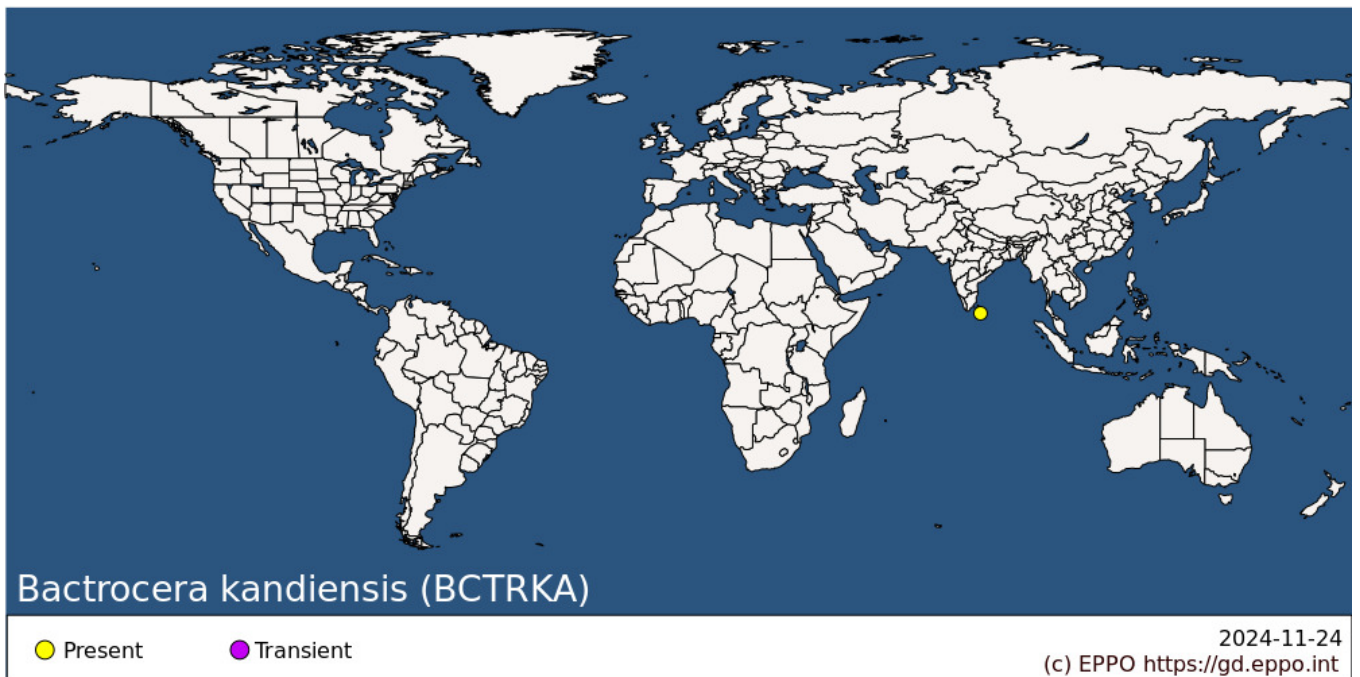 Bactrocera kandiensis (BCTRKA)
Present
Transient
2024-11-24
(c) EPPO https://gd.eppo.int